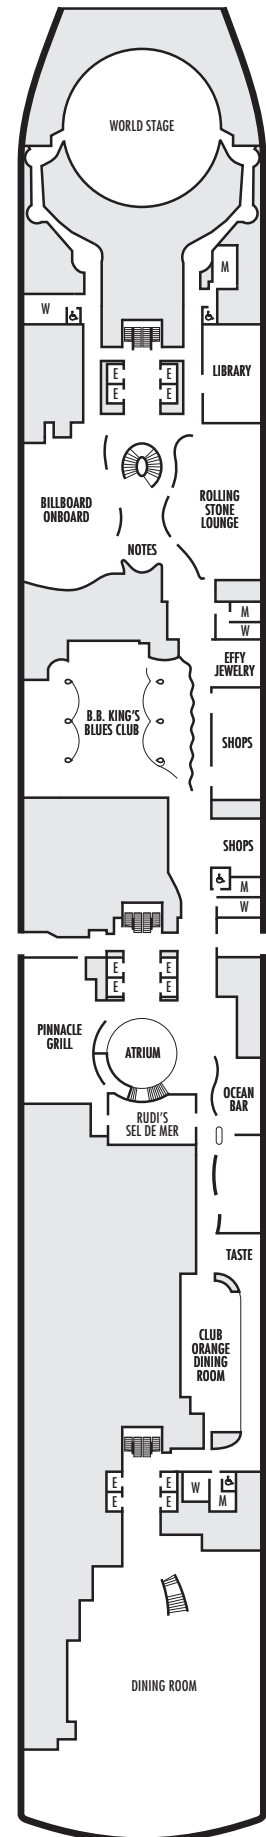 WORLD STAGE
M
W
LIBRARY
E
E
E
E
BILLBOARD
ONBOARD
ROLLING
STONE
LOUNGE
NOTES
M
W
EFFY
JEWELRY
B.B. KING'S
BLUES CLUB
SHOPS
SHOPS
M
W
E
E
E
E
PINNACLE
GRILL
ATRIUM
OCEAN
BAR
RUDI'S
SEL DE MER
TASTE
CLUB
ORANGE
DINING
ROOM
E
E
E
E
W
M
DINING ROOM